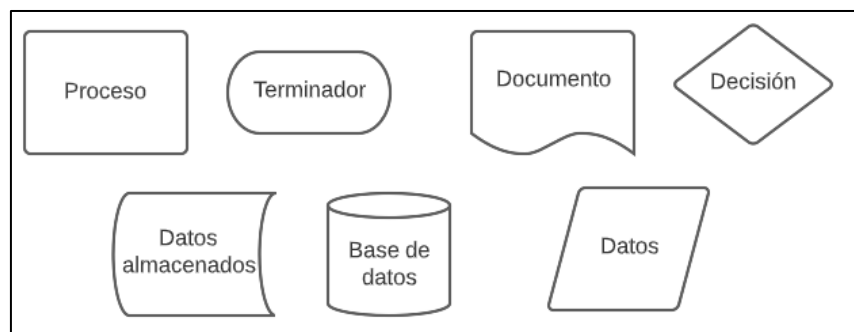 Proceso
Terminador
Documento
Decisión
Datos
almacenados
Base de
datos
Datos